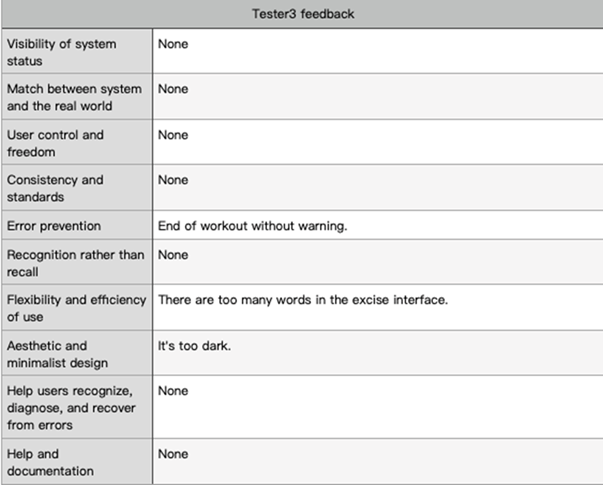 Tester3 feedback
Visibility of system
status
None
Match between system
and the real world
None
User control and
freedom
None
Consistency and
standards
None
Error prevention
End of workout without warning.
Recognition rather than
recall
None
Flexibility and efficiency
of use
There are too many words in the excise interface.
Aesthetic and
minimalist design
It's too dark.
Help users recognize,
diagnose, and recover
from errors
None
Help and
documentation
None